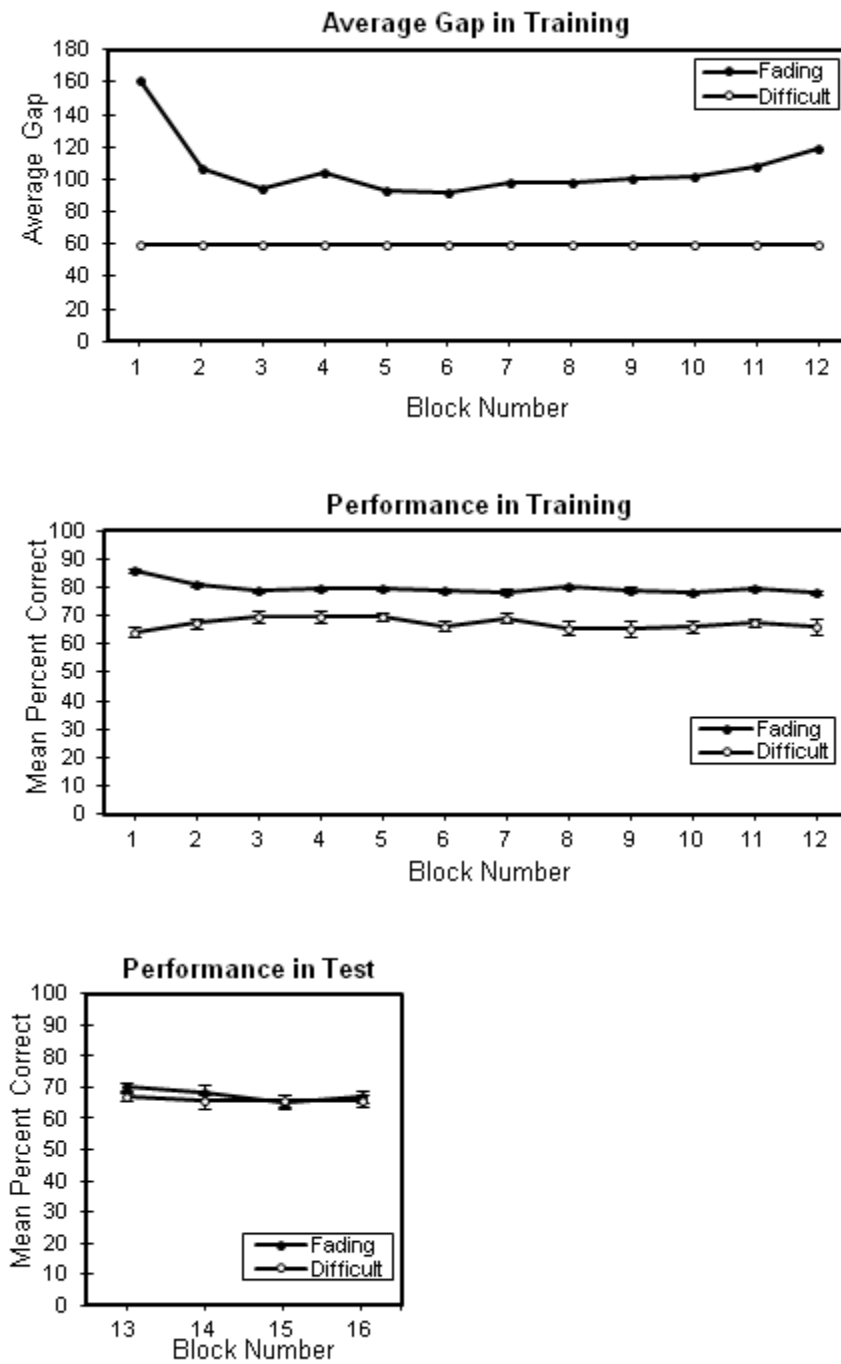 Average Gap in Training
180
160
140
120
100
80
60
40
20
0
Average Gap
Fading
Difficult
1 2 3 4 5 6 7 8 9 10 11 12
Block Number
Performance in Training
100
90
80
70
60
50
40
30
20
10
0
Mean Percent Correct
Fading
Difficult
1 2 3 4 5 6 7 8 9 10 11 12
Block Number
Performance in Test
100
90
80
70
60
50
40
30
20
10
0
Mean Percent Correct
Fading
Difficult
13 14 15 16
Block Number